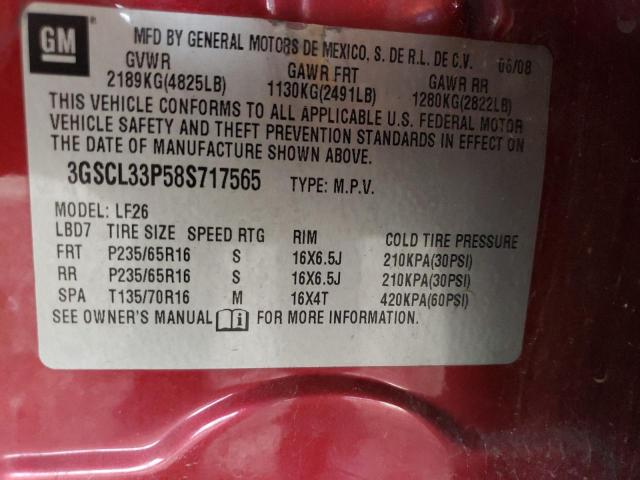 GM
MFD BY GENERAL MOTORS DE MEXICO, S. DE R.L. DE C.V. 06/08
GVWR GAWR FRT GAWR RR
2189KG(4825LB) 1130KG(2491LB) 1280KG(2822LB)
THIS VEHICLE CONFORMS TO ALL APPLICABLE U.S. FEDERAL MOTOR
VEHICLE SAFETY AND THEFT PREVENTION STANDARDS IN EFFECT ON
THE DATE OF MANUFACTURE SHOWN ABOVE.
3GSCL33P58S717565 TYPE: M.P.V.
MODEL: LF26
LBD7 TIRE SIZE SPEED RTG RIM COLD TIRE PRESSURE
FRT P235/65R16 S 16X6.5J 210KPA(30PSI)
RR P235/65R16 S 16X6.5J 210KPA(30PSI)
SPA T135/70R16 M 16X4T 420KPA(60PSI)
SEE OWNER'S MANUAL i FOR MORE INFORMATION.